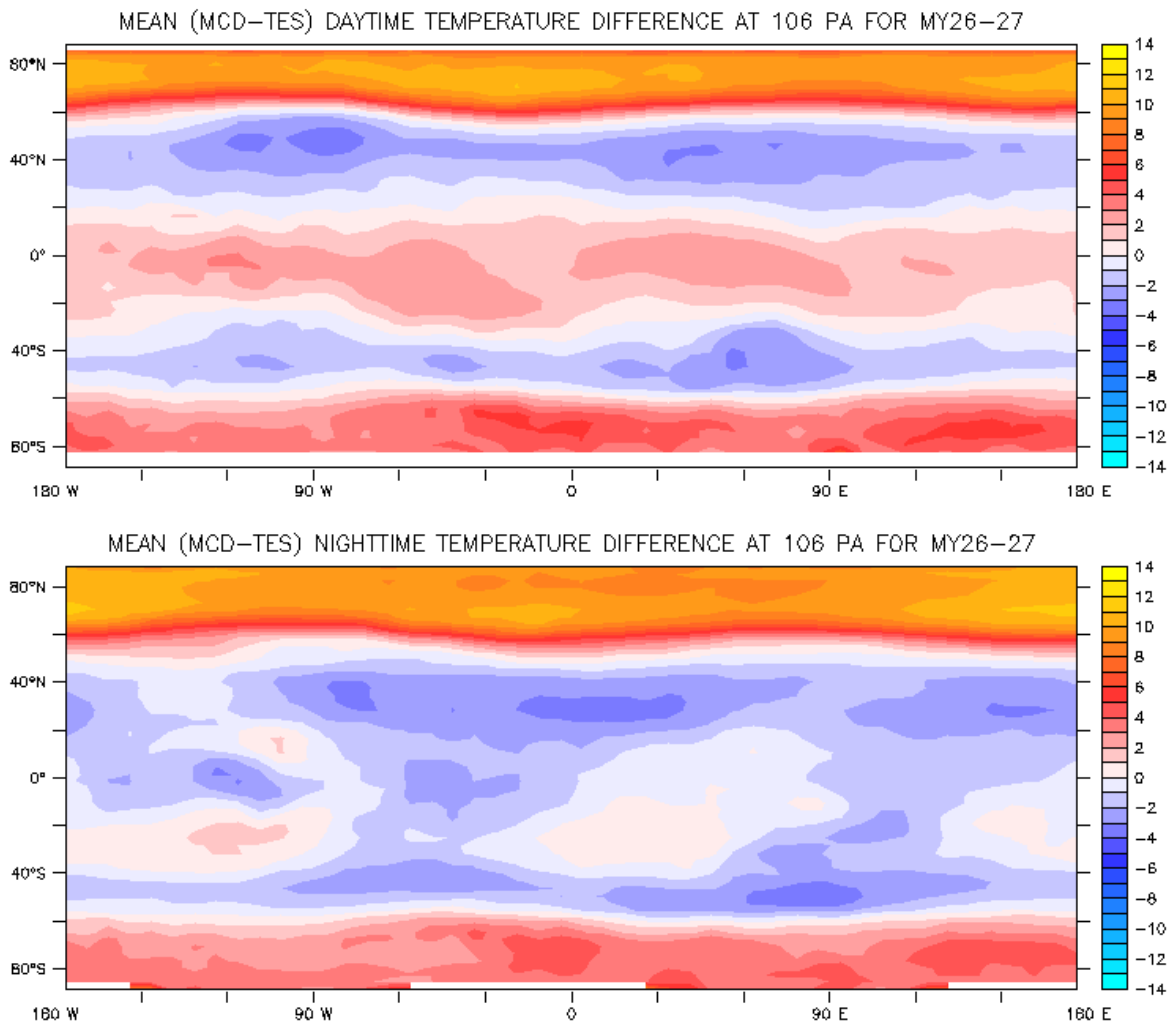 MEAN (MCD−TES) DAYTIME TEMPERATURE DIFFERENCE AT 106 PA FOR MY26−27
80°N
40°N
0°
40°S
80°S
180 W 90 W 0 90 E 180 E
14
12
10
8
6
4
2
0
−2
−4
−6
−8
−10
−12
−14
MEAN (MCD−TES) NIGHTTIME TEMPERATURE DIFFERENCE AT 106 PA FOR MY26−27
80°N
40°N
0°
40°S
80°S
180 W 90 W 0 90 E 180 E
14
12
10
8
6
4
2
0
−2
−4
−6
−8
−10
−12
−14